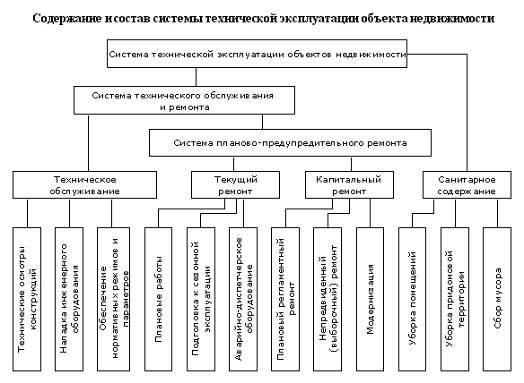 Содержание и состав системы технической эксплуатации объекта недвижимости
Система технической эксплуатации объектов недвижимости
Система технического обслуживания
и ремонта
Система планово-предупредительного ремонта
Техническое
обслуживание
Текущий
ремонт
Капитальный
ремонт
Санитарное
содержание
Технические осмотры
конструкций
Наладка инженерного
оборудования
Обеспечение
нормативных режимов и
параметров
Плановые работы
Подготовка к сезонной
эксплуатации
Аварийно-диспетчерское
оборудование
Плановый регламентный
ремонт
Непредвиденный
(выборочный) ремонт
Модернизация
Уборка помещений
Уборка придомовой
территории
Сбор мусора